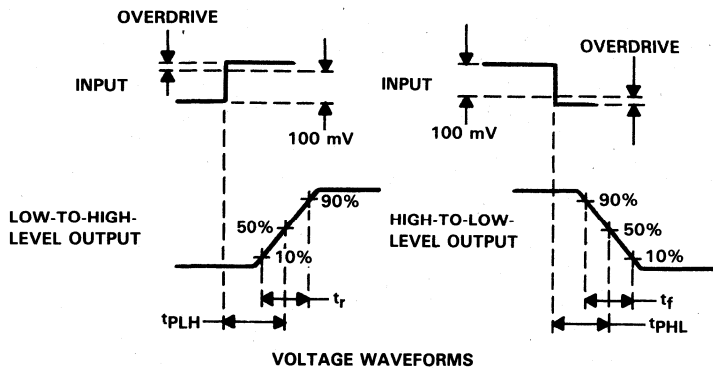 OVERDRIVE
INPUT
100 mV
LOW-TO-HIGH-
LEVEL OUTPUT
90%
50%
10%
tr
tPLH
OVERDRIVE
INPUT
100 mV
HIGH-TO-LOW-
LEVEL OUTPUT
90%
50%
10%
tf
tPHL
VOLTAGE WAVEFORMS